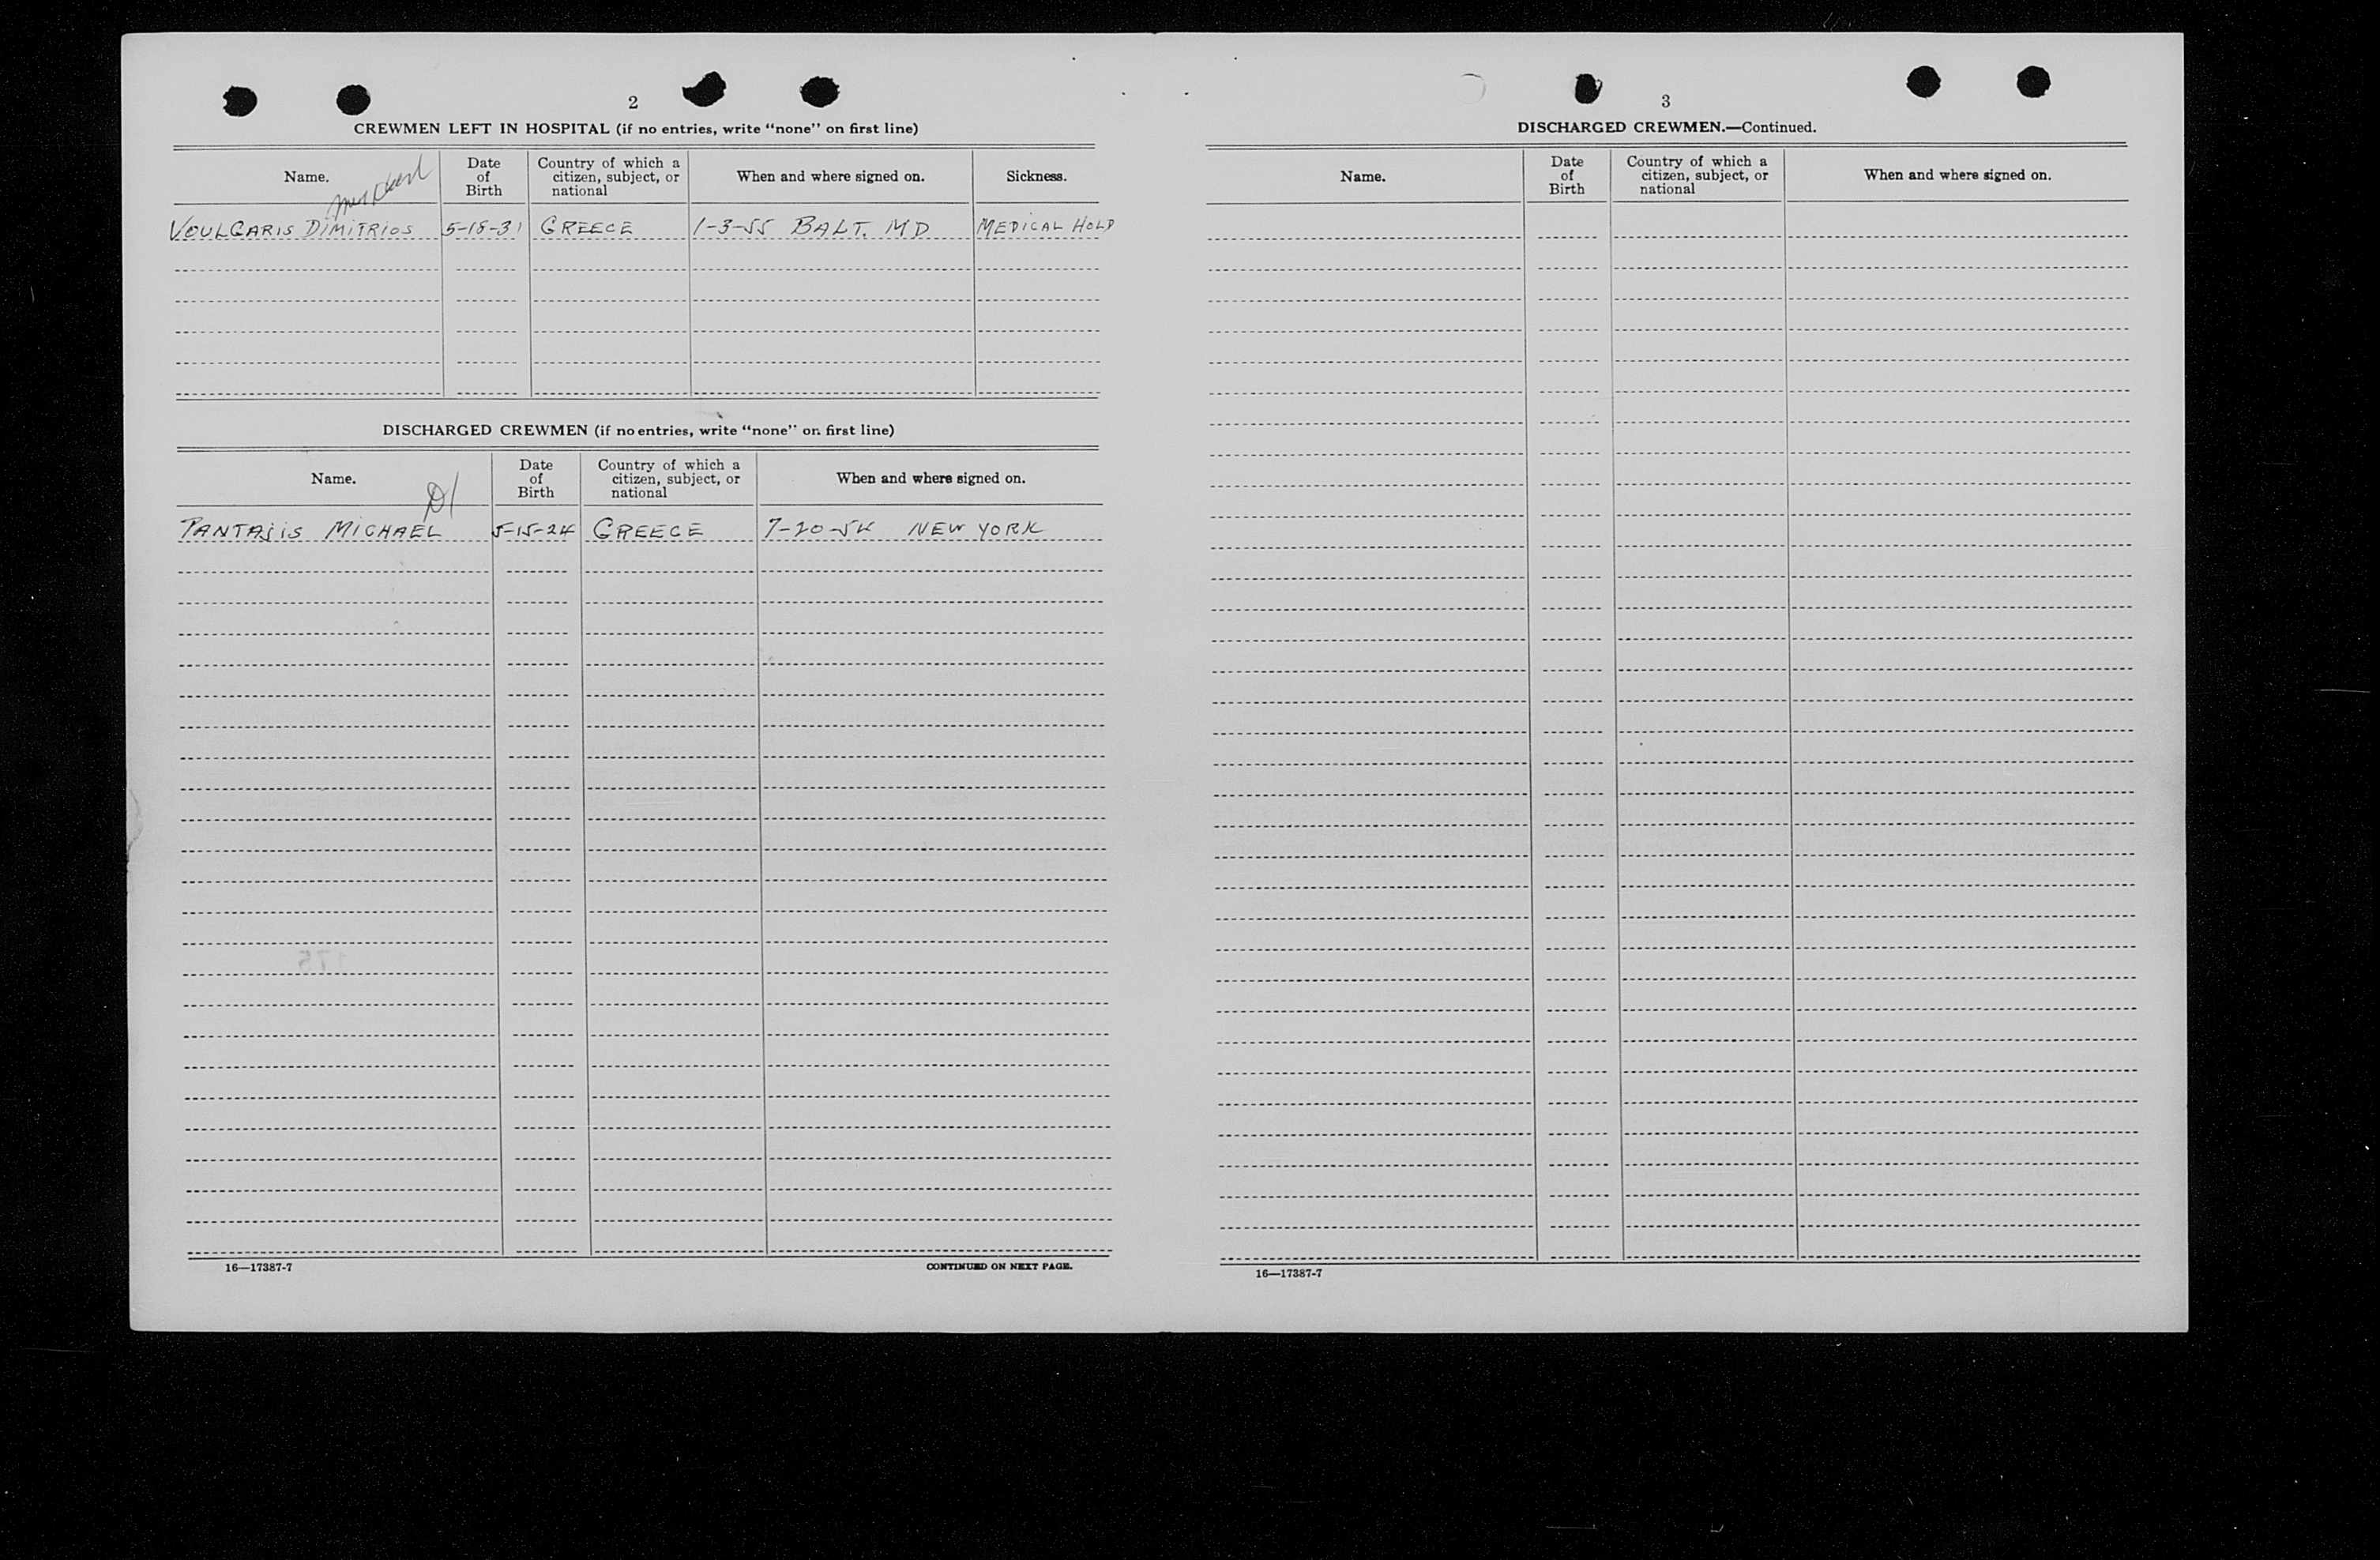 2
CREWMEN LEFT IN HOSPITAL (if no entries, write "none" on first line)
Name. Date of Birth Country of which a citizen, subject, or national When and where signed on. Sickness.
VOULGARIS DIMITRIOS 5-18-31 GREECE 1-3-55 BALT. MD MEDICAL HOLD
DISCHARGED CREWMEN (if no entries, write "none" on first line)
Name. Date of Birth Country of which a citizen, subject, or national When and where signed on.
PANTAJIS MICHAEL 5-15-24 GREECE 7-20-54 NEW YORK
16—17387-7
CONTINUED ON NEXT PAGE.
3
DISCHARGED CREWMEN.—Continued.
Name. Date of Birth Country of which a citizen, subject, or national When and where signed on.
16—17387-7